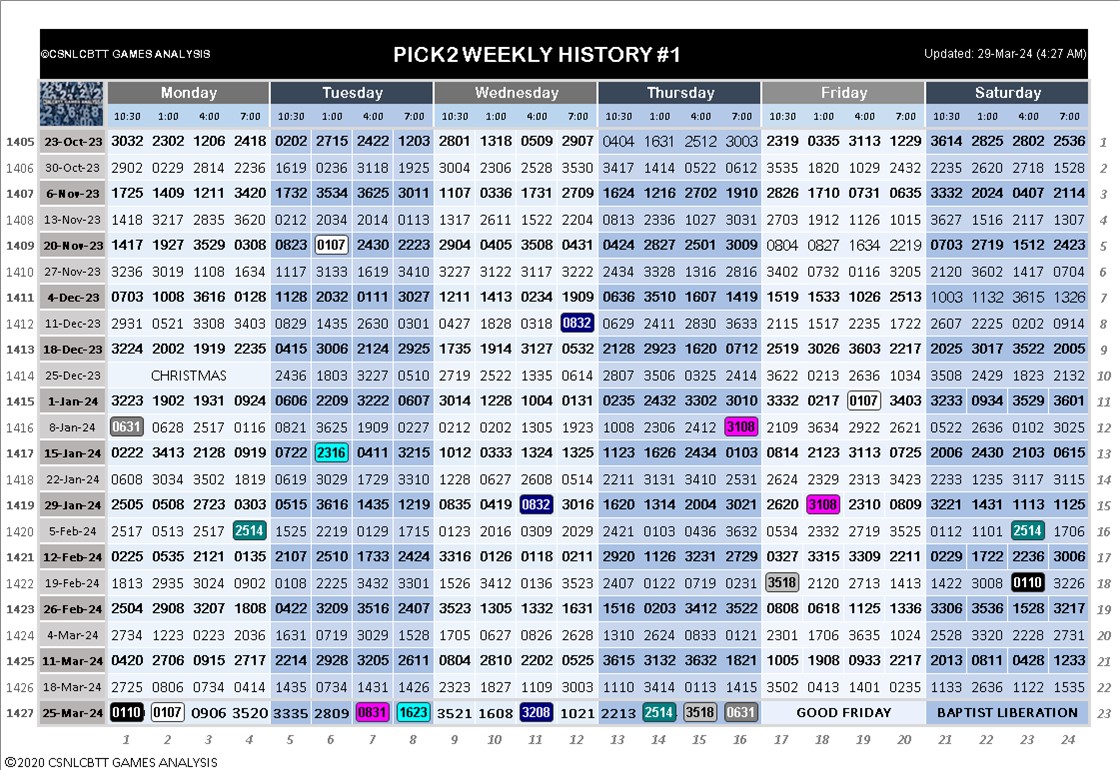 ©CSNLCBTT GAMES ANALYSIS PICK2 WEEKLY HISTORY #1 Updated: 29-Mar-24 (4:27 AM)
Monday Tuesday Wednesday Thursday Friday Saturday
10:30 1:00 4:00 7:00 10:30 1:00 4:00 8:00 10:30 1:00 4:00 7:00 10:30 1:00 4:00 7:00 10:30 1:00 4:00 7:00 10:30 1:00 4:00 7:00
1405 23-Oct-23 3032 2302 1206 2418 0202 2715 2422 1203 2801 1318 0509 2907 0404 1631 2512 3003 2319 0335 3113 1229 3614 2825 2802 2536 1
1406 30-Oct-23 2902 0229 2814 2236 1619 0236 3118 1925 3004 2306 2528 3530 3417 1414 0522 0612 3535 1820 1029 2432 2235 2620 2718 1528 2
1407 6-Nov-23 1725 1409 1211 3420 1732 3534 3625 3011 1107 0336 1731 2709 1624 1216 2702 1910 2826 1710 0731 0635 3332 2024 0407 2114 3
1408 13-Nov-23 1418 3217 2835 3620 0212 2034 2014 0113 1317 2611 1522 2204 0813 2336 1027 3031 2703 1912 1126 1015 3627 1516 2117 1307 4
1409 20-Nov-23 1417 1927 3529 0308 0823 0107 2430 2223 2904 0405 3508 0431 0424 2827 2501 3009 0804 0827 1634 2219 0703 2719 1512 2423 5
1410 27-Nov-23 3236 3019 1108 1634 1117 3133 1619 3410 3227 3122 3117 3222 2434 3328 1316 2816 3402 0732 0116 3205 2120 3602 1417 0704 6
1411 4-Dec-23 0703 1008 3616 0128 1128 2032 0111 3027 1211 1413 0234 1909 0636 3510 1607 1419 1519 1533 1026 2513 1003 1132 3615 1326 7
1412 11-Dec-23 2931 0521 3308 3403 0829 1435 2630 0301 0427 1828 0318 0832 0629 2411 2830 3633 2115 1517 2235 1722 2607 2225 0202 0914 8
1413 18-Dec-23 3224 2002 1919 2235 0415 3006 2124 2925 1735 1914 3127 0532 2128 2923 1620 0712 2519 3026 3603 2217 2025 3017 3522 2005 9
1414 25-Dec-23 CHRISTMAS 2436 1803 3227 0510 2719 2522 1335 0614 2807 3506 0325 2414 3622 0213 2636 1034 3508 2429 1823 2132 10
1415 1-Jan-24 3223 1902 1931 0924 0606 2209 3222 0607 3014 1228 1004 0131 0235 2432 3302 3010 3332 0217 0107 3403 3233 0934 3529 3601 11
1416 8-Jan-24 0631 0628 2517 0116 0821 3625 1909 0227 0212 0202 1305 1923 1008 2306 2412 3108 2109 3634 2922 2621 0522 2636 0102 3025 12
1417 15-Jan-24 0222 3413 2128 0919 0722 2316 0411 3215 1012 0333 1324 1325 1123 1626 2434 0103 0814 2123 3113 0725 2006 2430 2103 0615 13
1418 22-Jan-24 0608 3034 3502 1819 0619 3029 1729 3310 1228 0627 2608 0514 2211 3131 3410 2531 2624 2329 2313 3423 2233 1235 3117 3115 14
1419 29-Jan-24 2505 0508 2723 0303 0515 3616 1435 1219 0835 0419 0832 3016 1620 1314 2004 3021 2620 3108 2310 0809 3221 1431 1113 1125 15
1420 5-Feb-24 2517 0513 2517 2514 1525 2219 0129 1715 0123 2016 0309 2029 2421 0103 0436 3632 0534 2332 2719 3525 0112 1101 2514 1706 16
1421 12-Feb-24 0225 0535 2121 0135 2107 2510 1733 2424 3316 0126 0118 0211 2920 1126 3231 2729 0327 3315 3309 2211 0229 1722 2236 3006 17
1422 19-Feb-24 1813 2935 3024 0902 0108 2225 3432 3301 1526 3412 0136 3523 2407 0122 0719 0231 3518 2120 2713 1413 1422 3008 0110 3226 18
1423 26-Feb-24 2504 2908 3207 1808 0422 3209 3516 2407 3523 1305 1332 1631 1516 0203 3412 3522 0808 0618 1125 1336 3306 3536 1528 3217 19
1424 4-Mar-24 2734 1223 0223 2036 1631 0719 3029 1528 1705 0627 0826 2628 1310 2624 0833 0121 2301 1706 3635 1024 2528 3320 2228 2731 20
1425 11-Mar-24 0420 2706 0915 2717 2214 2928 3205 2611 0804 2810 2202 0525 3615 3132 3632 1821 1005 1908 0933 2217 2013 0811 0428 1233 21
1426 18-Mar-24 2725 0806 0734 0414 1435 0734 1431 1426 2323 1827 1109 3003 1110 3414 0113 1415 3502 0413 1401 0235 1133 2636 1122 1535 22
1427 25-Mar-24 0110 0107 0906 3520 3335 2809 0831 1623 3521 1608 3208 1021 2213 2514 3518 0631 GOOD FRIDAY BAPTIST LIBERATION 23
1 2 3 4 5 6 7 8 9 10 11 12 13 14 15 16 17 18 19 20 21 22 23 24
©2020 CSNLCBTT GAMES ANALYSIS